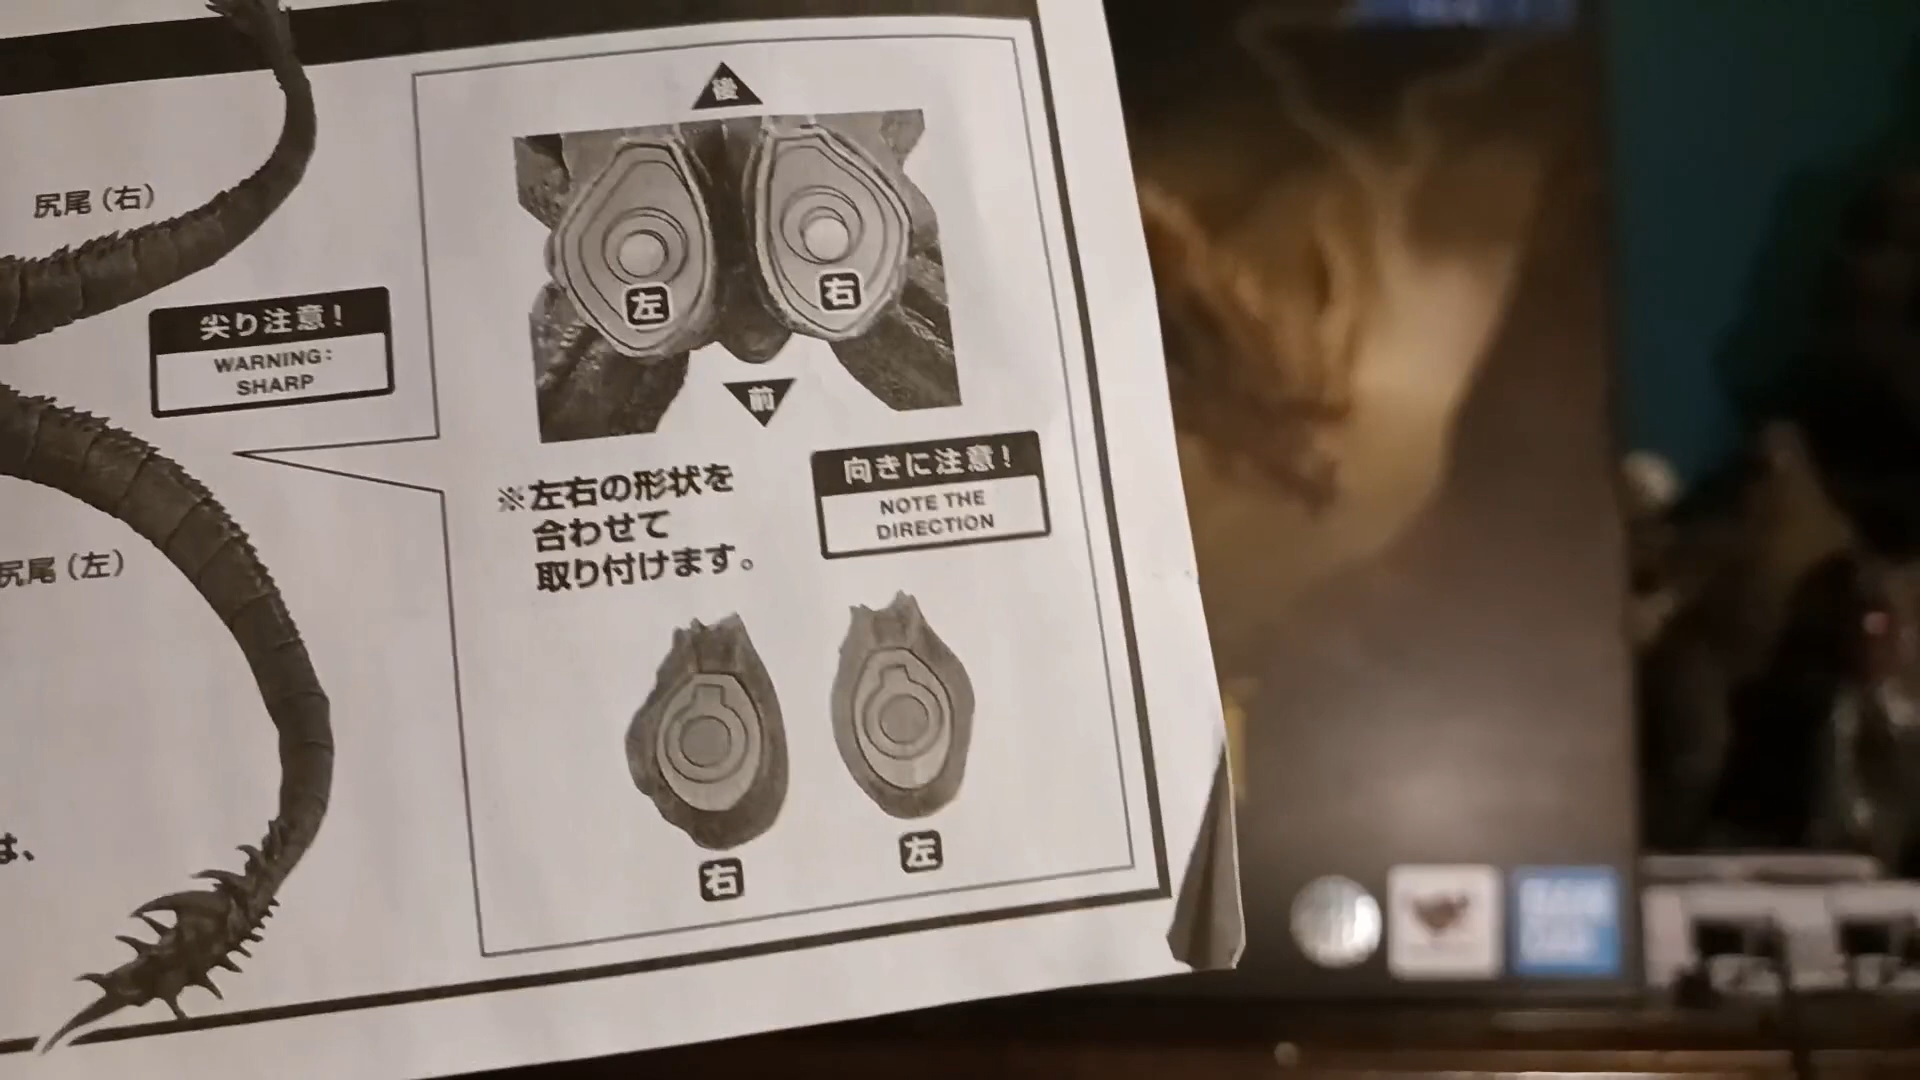 後
尻尾（右）
左
右
尖り注意！
WARNING:
SHARP
前
向きに注意！
NOTE THE
DIRECTION
※左右の形状を
合わせて
取り付けます。
尻尾（左）
は、
右
左